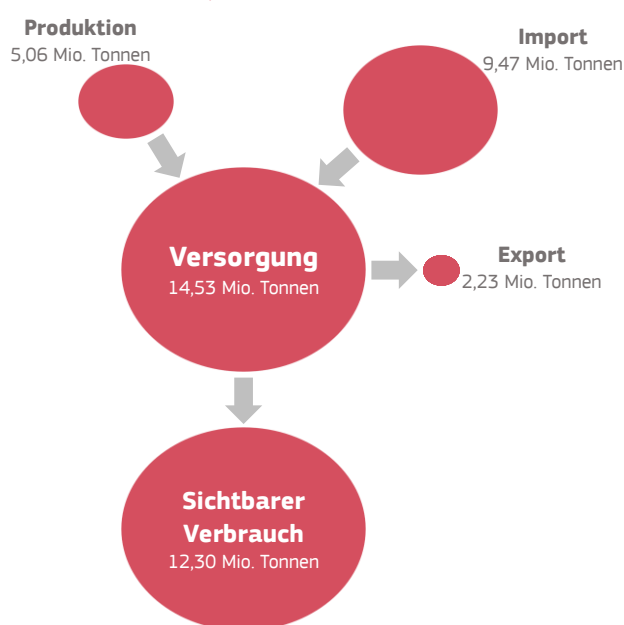 Produktion
5,06 Mio. Tonnen
Import
9,47 Mio. Tonnen
Versorgung
14,53 Mio. Tonnen
Export
2,23 Mio. Tonnen
Sichtbarer
Verbrauch
12,30 Mio. Tonnen